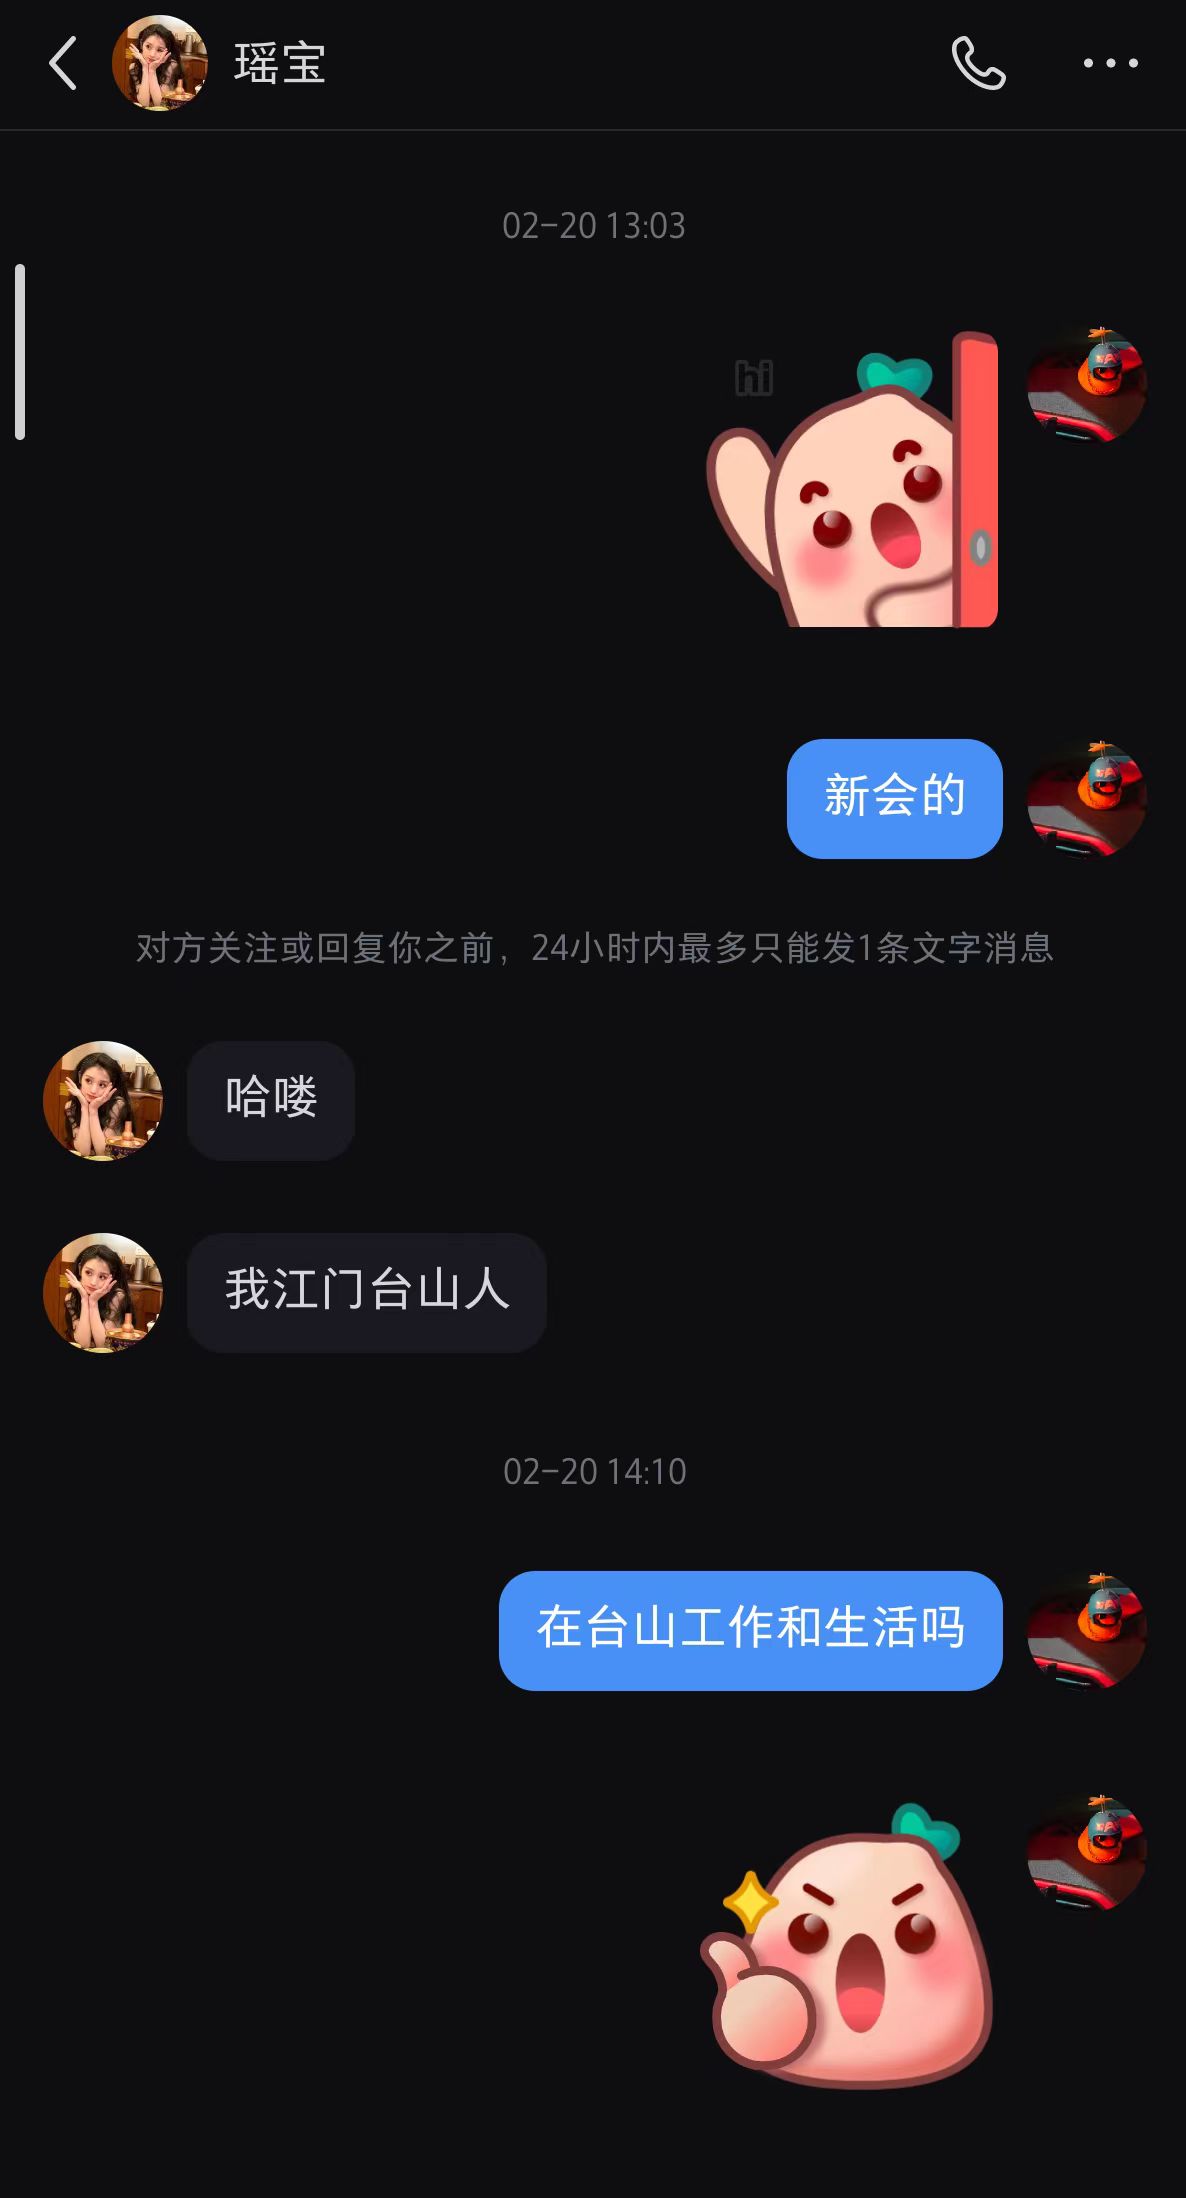 瑶宝
02-20 13:03
hi
新会的
对方关注或回复你之前，24小时内最多只能发1条文字消息
哈喽
我江门台山人
02-20 14:10
在台山工作和生活吗